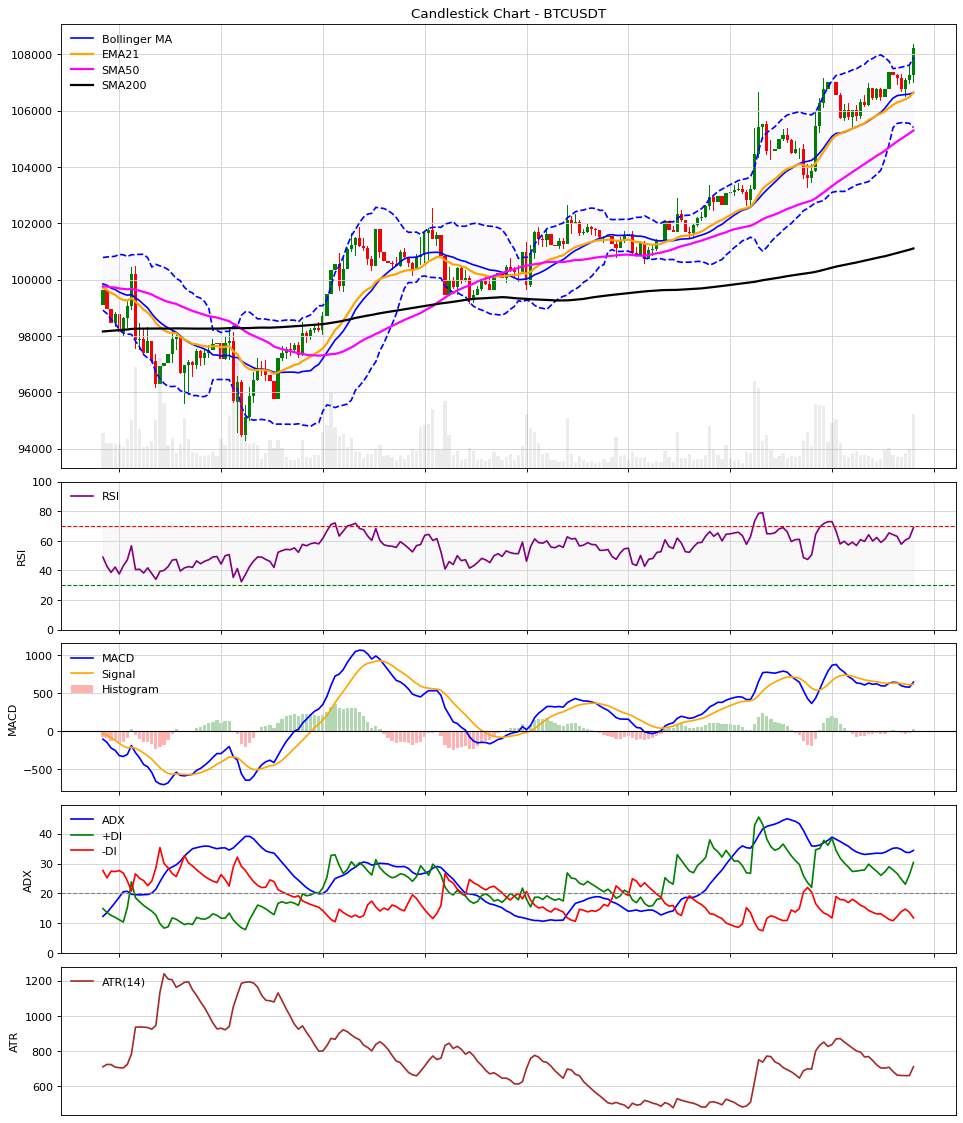 Candlestick Chart - BTCUSDT
Bollinger MA
EMA21
SMA50
SMA200
108000
106000
104000
102000
100000
98000
96000
94000
RSI
RSI
100
80
60
40
20
0
MACD
Signal
Histogram
MACD
1000
500
0
−500
ADX
+DI
-DI
ADX
40
30
20
10
0
ATR(14)
ATR
1200
1000
800
600